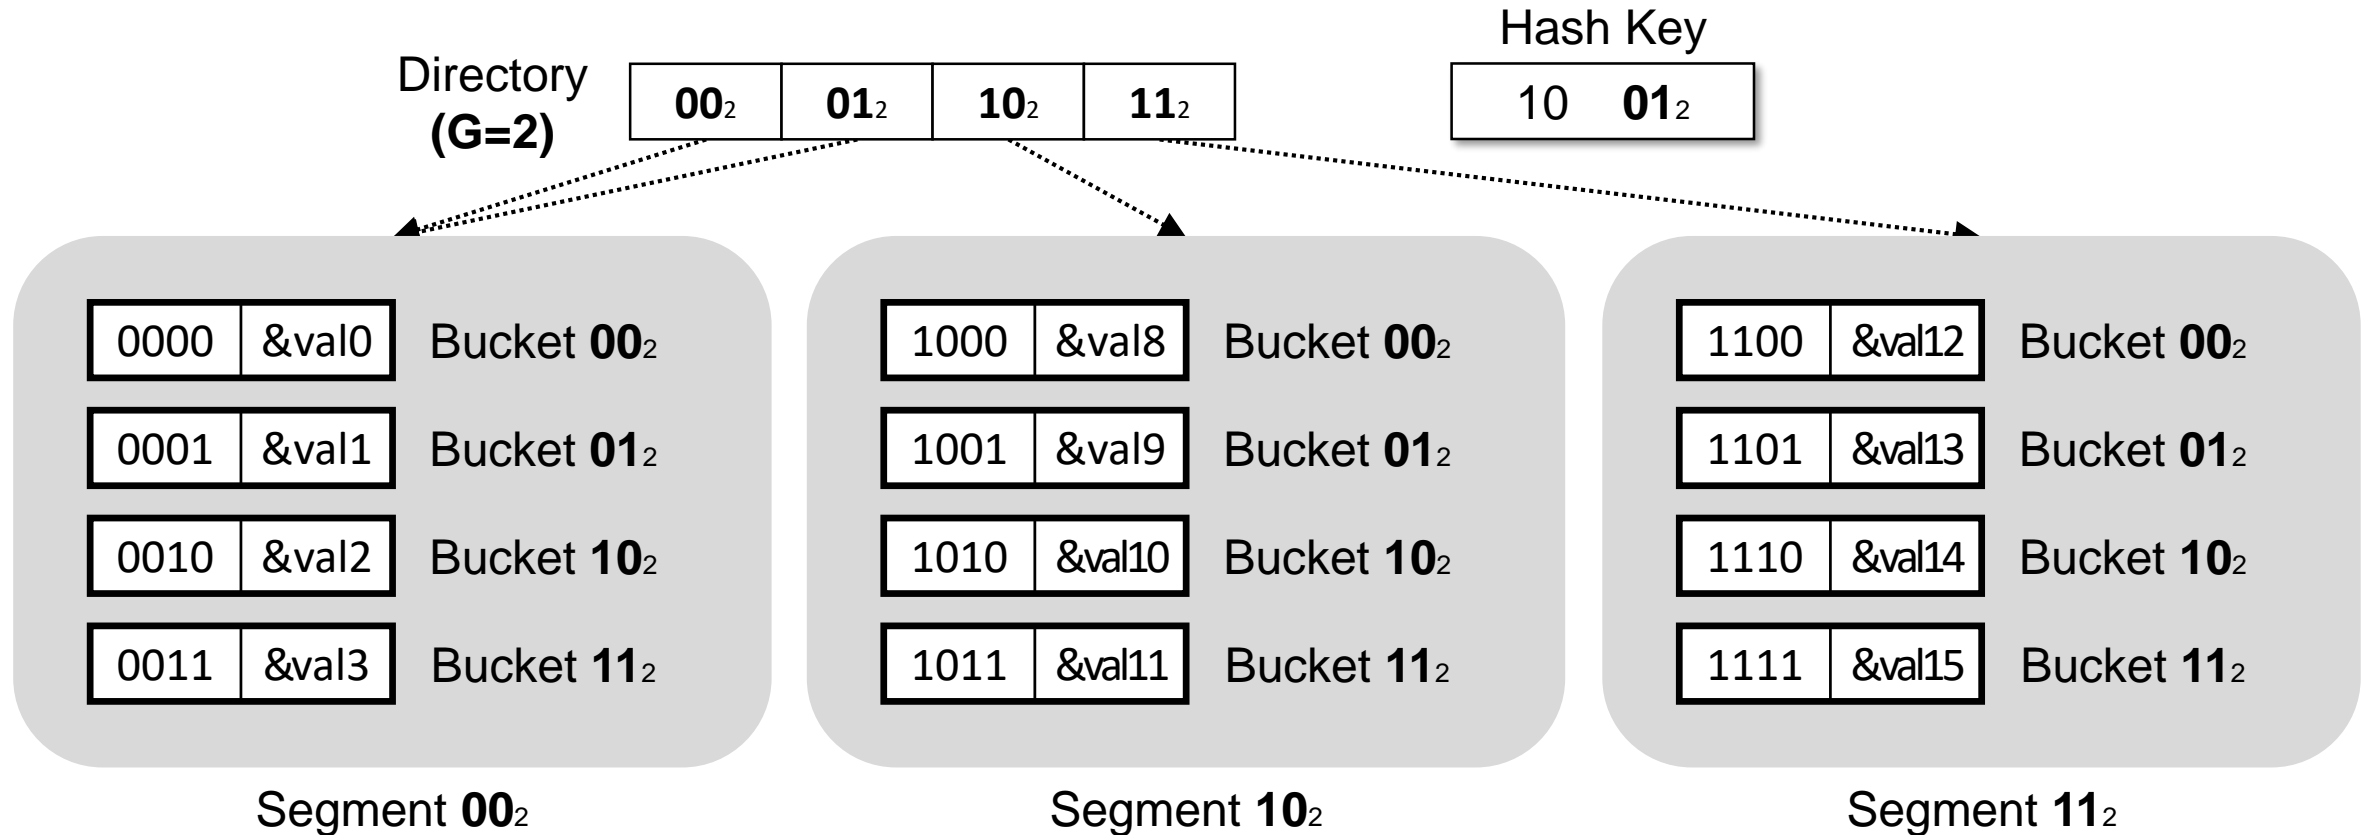 Hash Key
Directory
(G=2)
00₂ 01₂ 10₂ 11₂
10 01₂
0000 &val0 Bucket 00₂
0001 &val1 Bucket 01₂
0010 &val2 Bucket 10₂
0011 &val3 Bucket 11₂
Segment 00₂
1000 &val8 Bucket 00₂
1001 &val9 Bucket 01₂
1010 &val10 Bucket 10₂
1011 &val11 Bucket 11₂
Segment 10₂
1100 &val12 Bucket 00₂
1101 &val13 Bucket 01₂
1110 &val14 Bucket 10₂
1111 &val15 Bucket 11₂
Segment 11₂